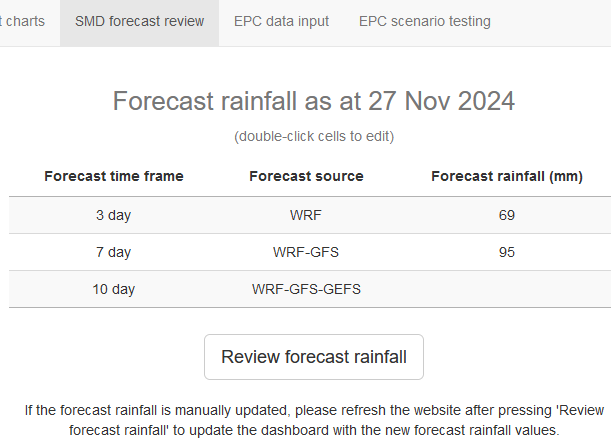 t charts SMD forecast review EPC data input EPC scenario testing
Forecast rainfall as at 27 Nov 2024
(double-click cells to edit)
Forecast time frame Forecast source Forecast rainfall (mm)
3 day WRF 69
7 day WRF-GFS 95
10 day WRF-GFS-GEFS
Review forecast rainfall
If the forecast rainfall is manually updated, please refresh the website after pressing 'Review
forecast rainfall' to update the dashboard with the new forecast rainfall values.